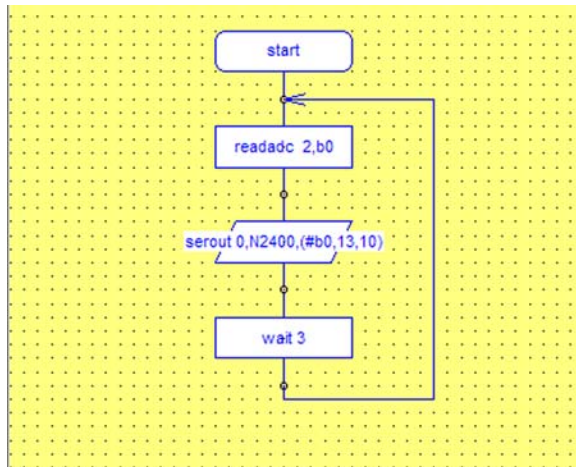 start
readadc 2,b0
serout 0,N2400,(#b0,13,10)
wait 3